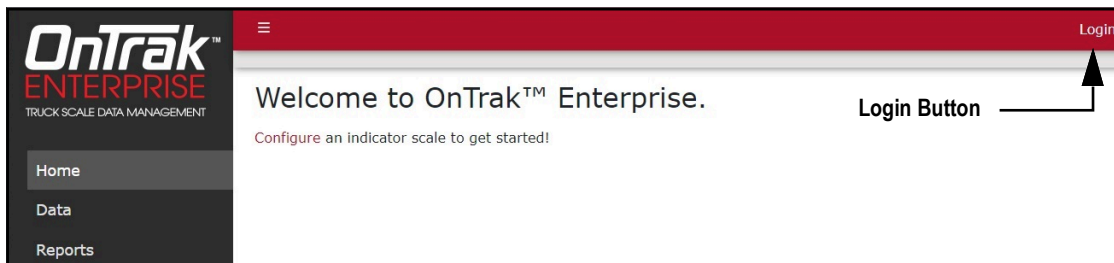 OnTrak™
ENTERPRISE
TRUCK SCALE DATA MANAGEMENT
☰
Login
Welcome to OnTrak™ Enterprise.
Configure an indicator scale to get started!
Login Button
Home
Data
Reports